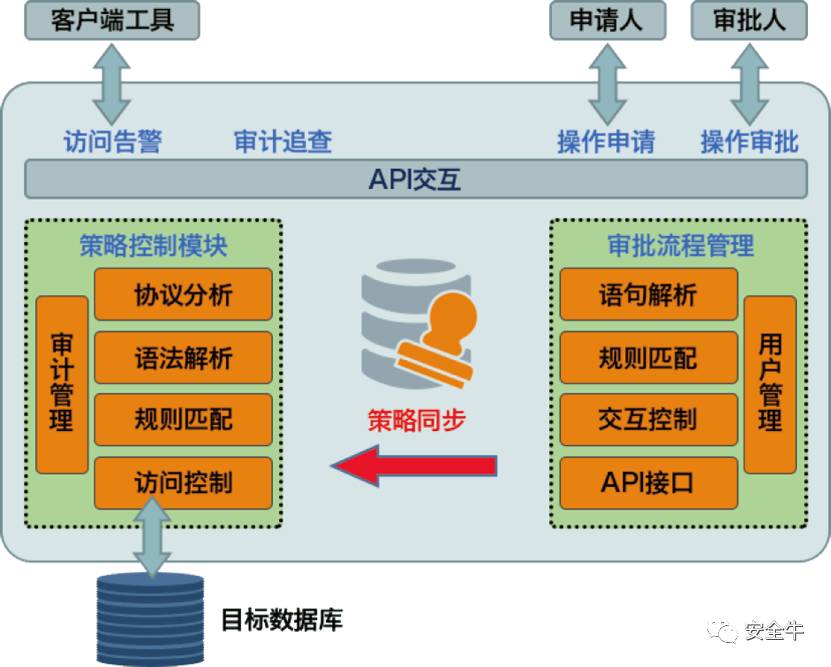 客户端工具
申请人
审批人
访问告警
审计追查
操作申请
操作审批
API交互
策略控制模块
审计管理
协议分析
语法解析
规则匹配
访问控制
策略同步
审批流程管理
语句解析
规则匹配
交互控制
API接口
用户管理
目标数据库
安全牛